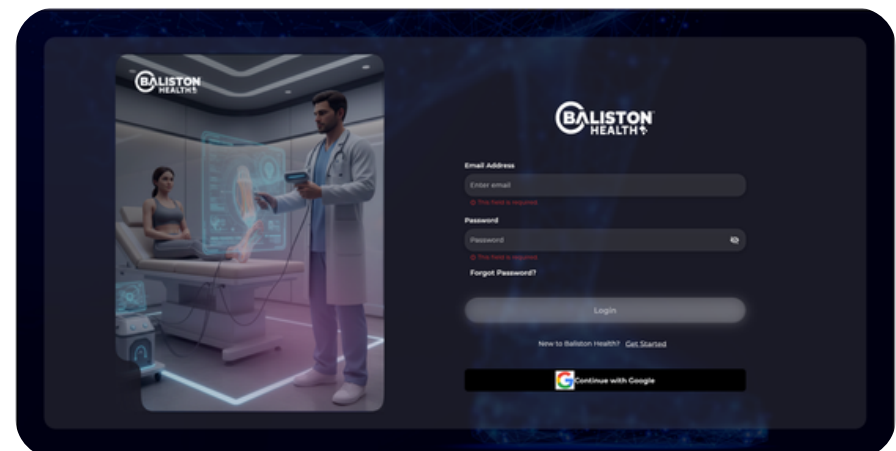 BALISTON
HEALTH
BALISTON
HEALTH
Email Address
Enter email
This field is required
Password
Password
This field is required
Forgot Password?
Login
New to Baliston Health? Get Started
Continue with Google